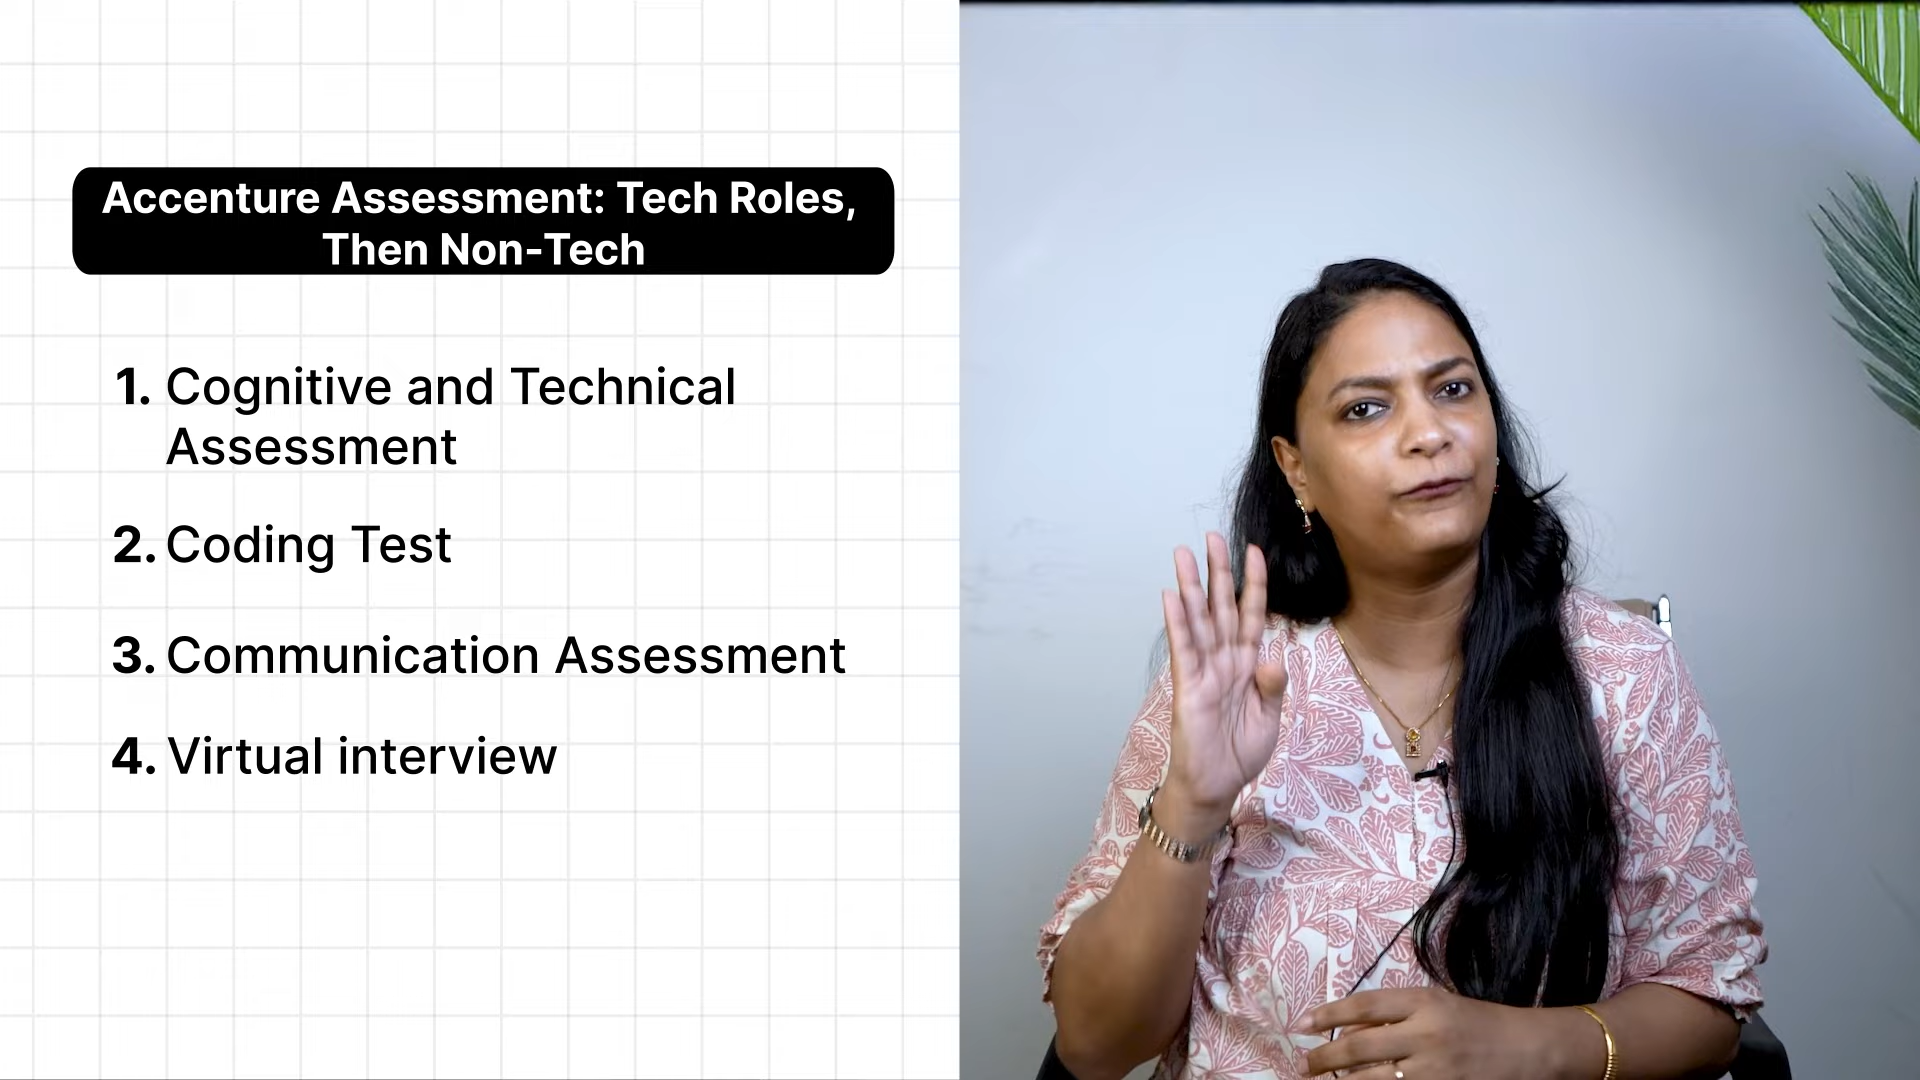 Accenture Assessment: Tech Roles,
Then Non-Tech
1. Cognitive and Technical
Assessment
2. Coding Test
3. Communication Assessment
4. Virtual interview